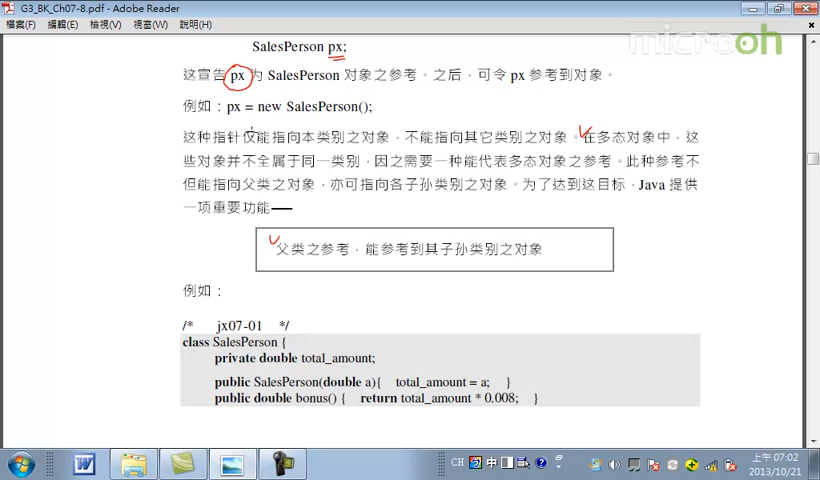 G3_BK_Ch07-8.pdf - Adobe Reader
檔案(F) 編輯(E) 檢視(V) 視窗(W) 說明(H)
microoh
SalesPerson px;
这宣告 px 为 SalesPerson 对象之参考。之后，可令 px 参考到对象。
例如：px = new SalesPerson();
这种指针仅能指向本类别之对象，不能指向其它类别之对象。在多态对象中，这
些对象并不全属于同一类别，因之需要一种能代表多态对象之参考。此种参考不
但能指向父类之对象，亦可指向各子孙类别之对象。为了达到这目标，Java 提供
一项重要功能──
父类之参考，能参考到其子孙类别之对象
例如：
/* jx07-01 */
class SalesPerson {
private double total_amount;
public SalesPerson(double a){ total_amount = a; }
public double bonus() { return total_amount * 0.008; }
CH 中
上午 07:02
2013/10/21